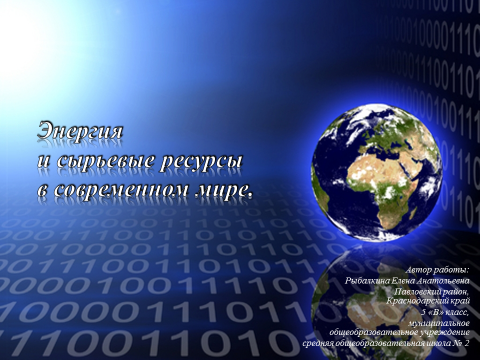 Энергия
и сырьевые ресурсы
в современном мире.
Автор работы:
Рыбалкина Елена Анатольевна
Павловский район,
Краснодарский край
5 «В» класс,
муниципальное
общеобразовательное учреждение
средняя общеобразовательная школа № 2